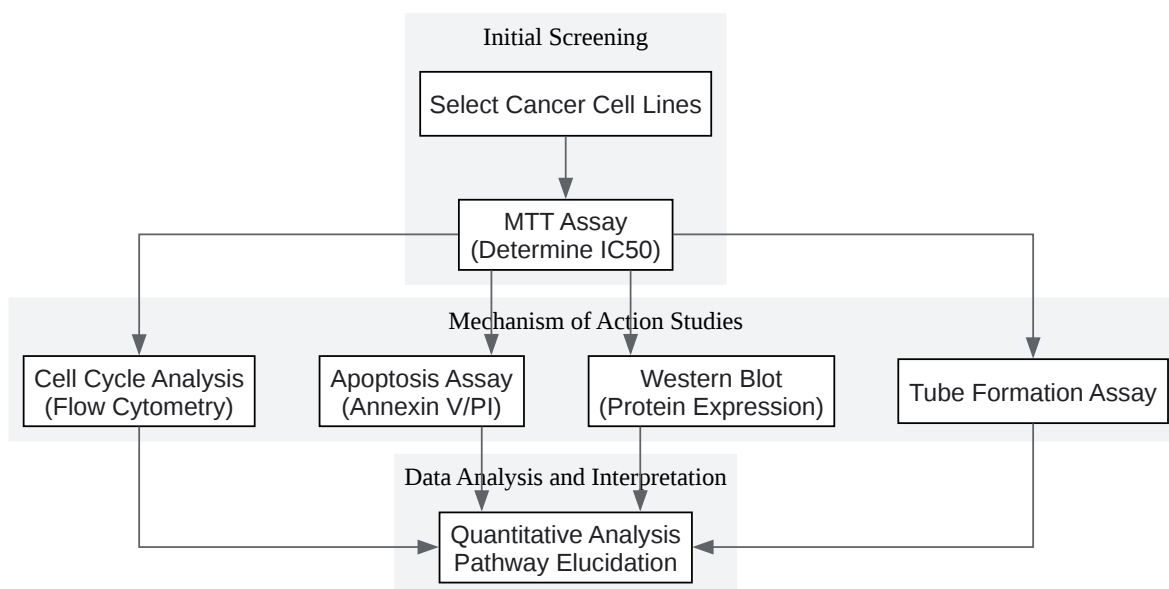 Initial Screening
Select Cancer Cell Lines
MTT Assay
(Determine IC50)
Mechanism of Action Studies
Cell Cycle Analysis
(Flow Cytometry)
Apoptosis Assay
(Annexin V/PI)
Western Blot
(Protein Expression)
Tube Formation Assay
Data Analysis and Interpretation
Quantitative Analysis
Pathway Elucidation